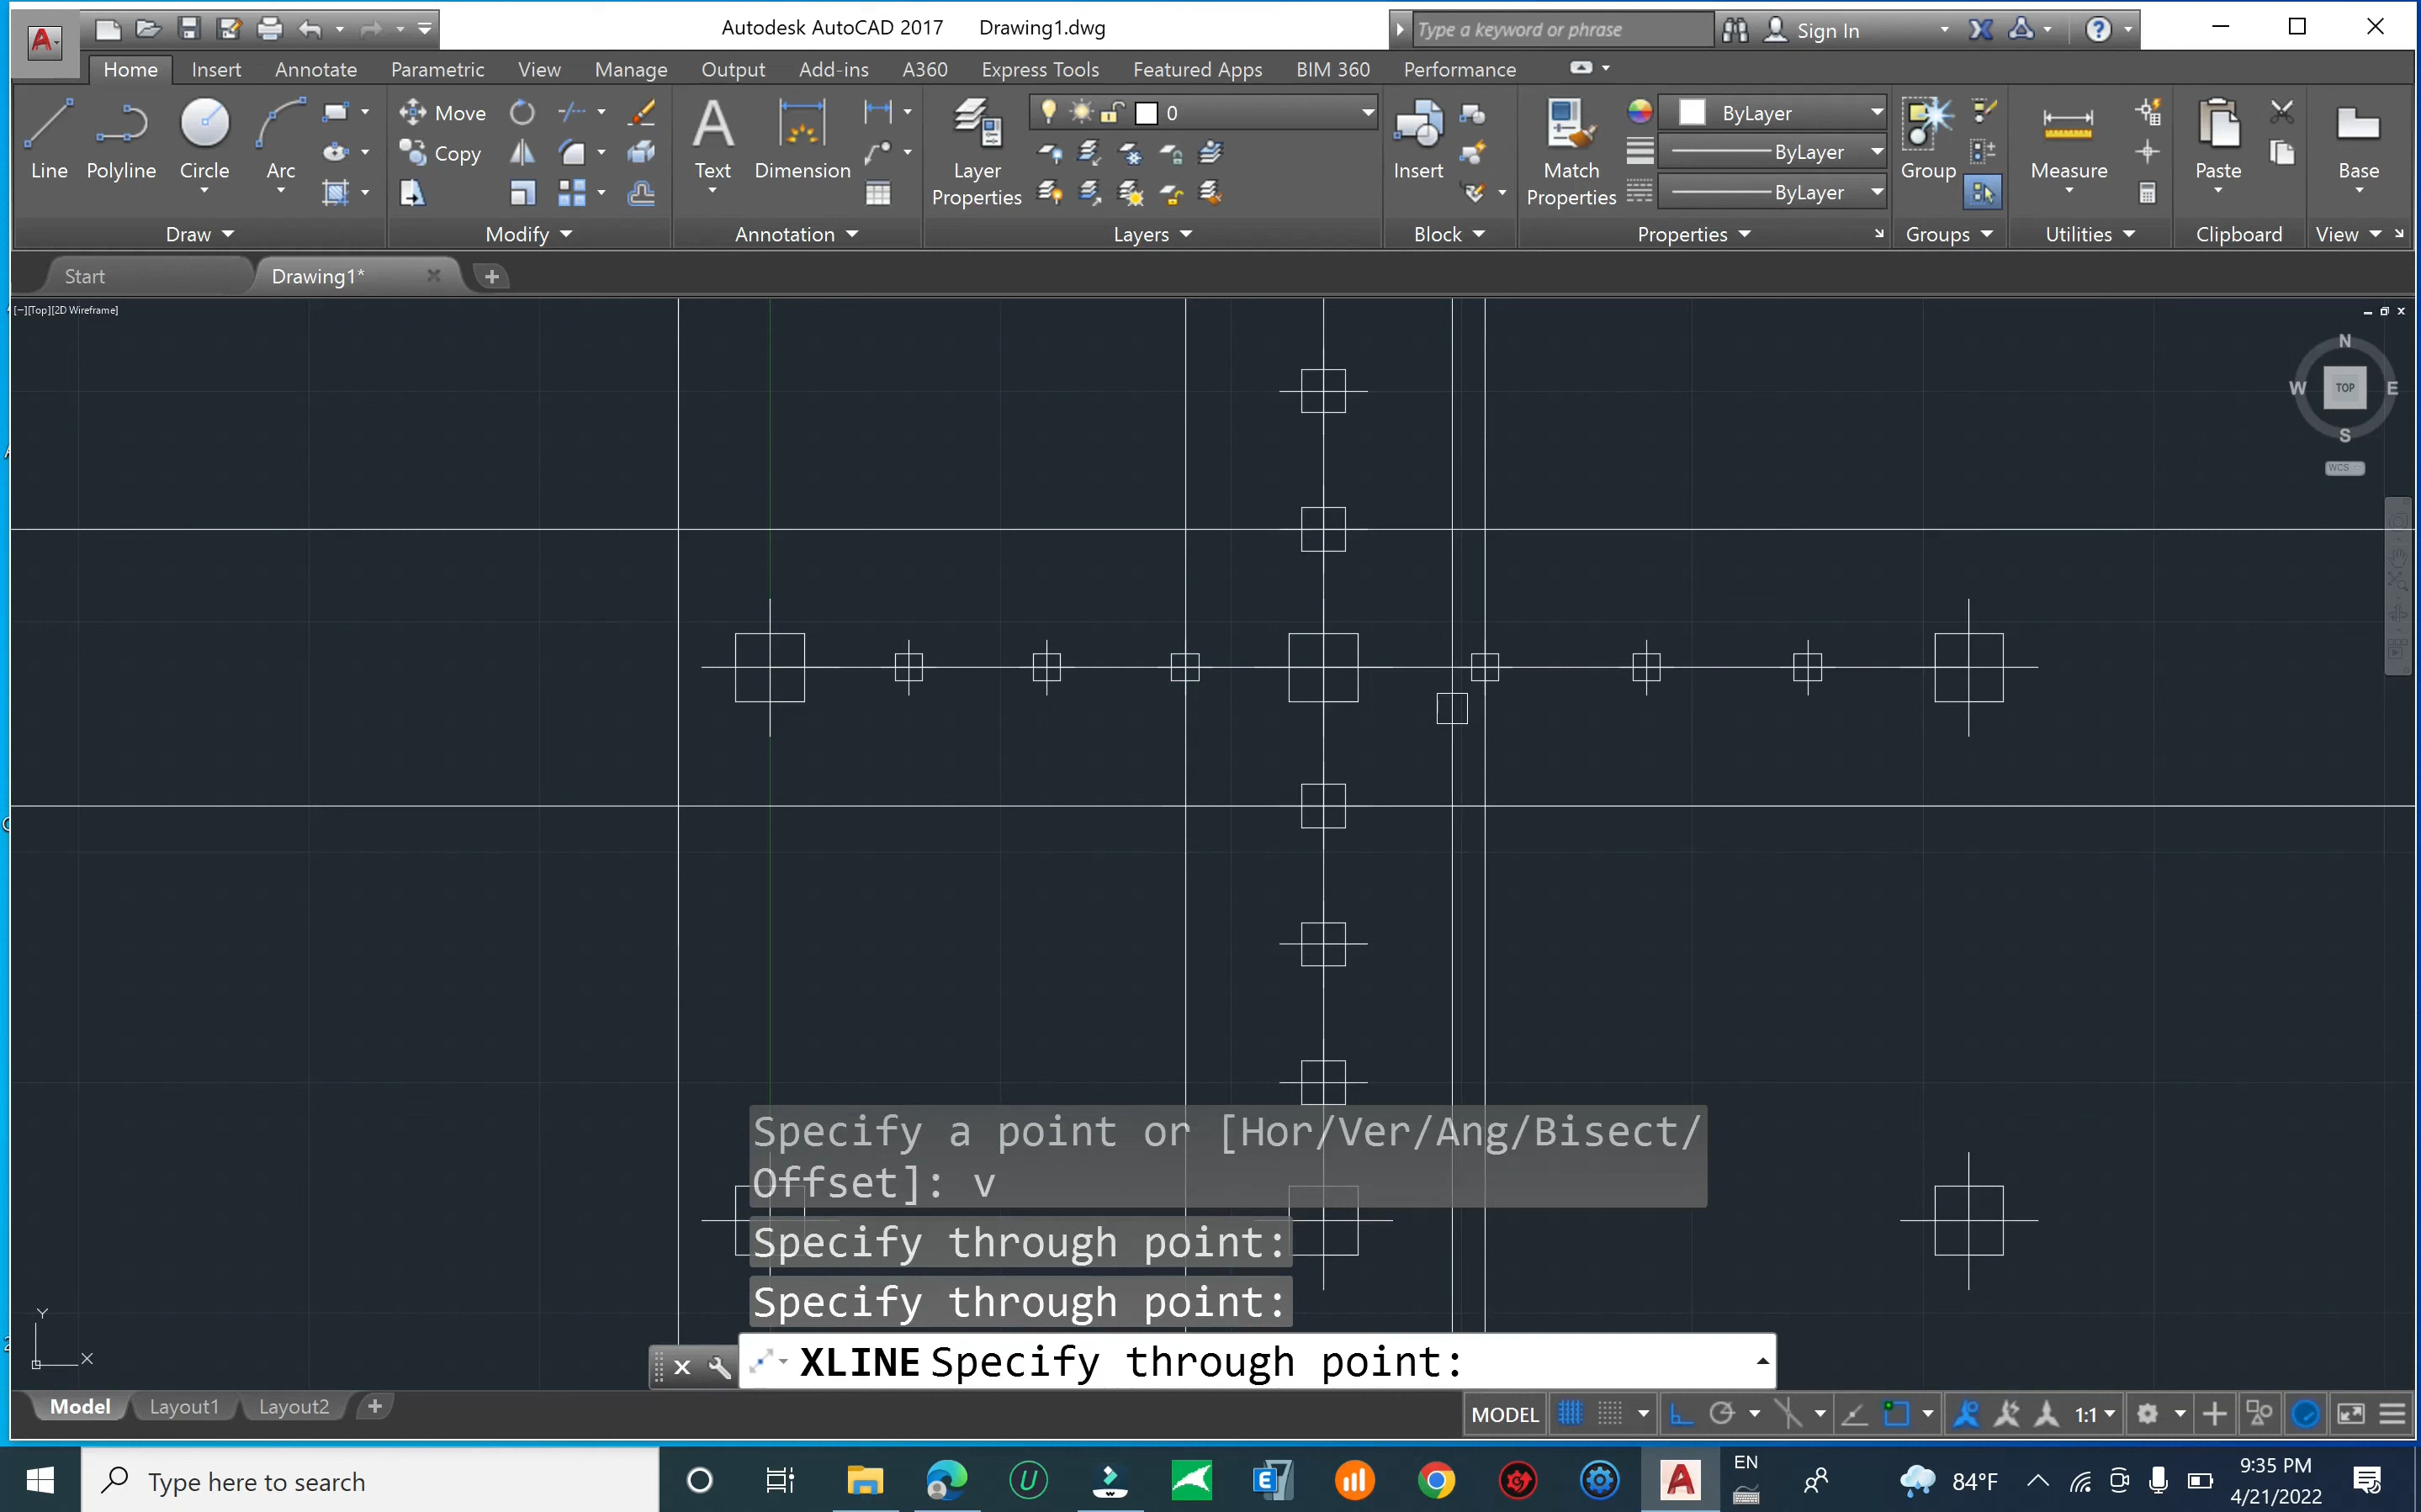 Autodesk AutoCAD 2017 Drawing1.dwg
Type a keyword or phrase
Sign In
Home Insert Annotate Parametric View Manage Output Add-ins A360 Express Tools Featured Apps BIM 360 Performance
Line Polyline Circle Arc
Move
Copy
Text Dimension
Layer Properties
0
Insert
Match Properties
ByLayer
ByLayer
ByLayer
Group
Measure
Paste
Base
Draw Modify Annotation Layers Block Properties Groups Utilities Clipboard View
Start Drawing1*
[−][Top][2D Wireframe]
N
W TOP E
S
WCS
Specify a point or [Hor/Ver/Ang/Bisect/
Offset]: v
Specify through point:
Specify through point:
XLINE Specify through point:
Y
X
Model Layout1 Layout2
MODEL 1:1
Type here to search
EN
84°F
9:35 PM
4/21/2022